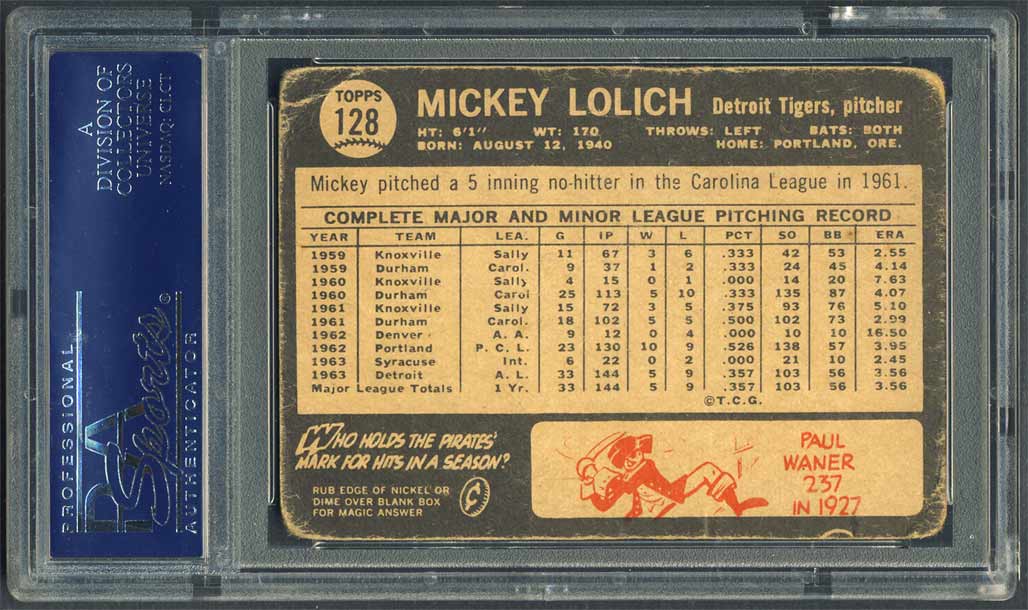 A
DIVISION OF
COLLECTORS
UNIVERSE
NASDAQ: CLCT
PROFESSIONAL
PSA
Sports ©
AUTHENTICATOR
TOPPS
128
MICKEY LOLICH Detroit Tigers, pitcher
HT: 6'1" WT: 170 THROWS: LEFT BATS: BOTH
BORN: AUGUST 12, 1940 HOME: PORTLAND, ORE.
Mickey pitched a 5 inning no-hitter in the Carolina League in 1961.
COMPLETE MAJOR AND MINOR LEAGUE PITCHING RECORD
YEAR TEAM LEA. G IP W L PCT SO BB ERA
1959 Knoxville Sally 11 67 3 6 .333 42 53 2.55
1959 Durham Carol. 9 37 1 2 .333 24 45 4.14
1960 Knoxville Sally 4 15 0 1 .000 14 20 7.63
1960 Durham Carol 25 113 5 10 .333 135 87 4.07
1961 Knoxville Sally 15 72 3 5 .375 93 76 5.10
1961 Durham Carol. 18 102 5 5 .500 102 73 2.99
1962 Denver A. A. 9 12 0 4 .000 10 10 16.50
1962 Portland P. C. L. 23 130 10 9 .526 138 57 3.95
1963 Syracuse Int. 6 22 0 2 .000 21 10 2.45
1963 Detroit A. L. 33 144 5 9 .357 103 56 3.56
Major League Totals 1 Yr. 33 144 5 9 .357 103 56 3.56
©T.C.G.
WHO HOLDS THE PIRATES'
MARK FOR HITS IN A SEASON?
RUB EDGE OF NICKEL OR
DIME OVER BLANK BOX
FOR MAGIC ANSWER
PAUL
WANER
237
IN 1927